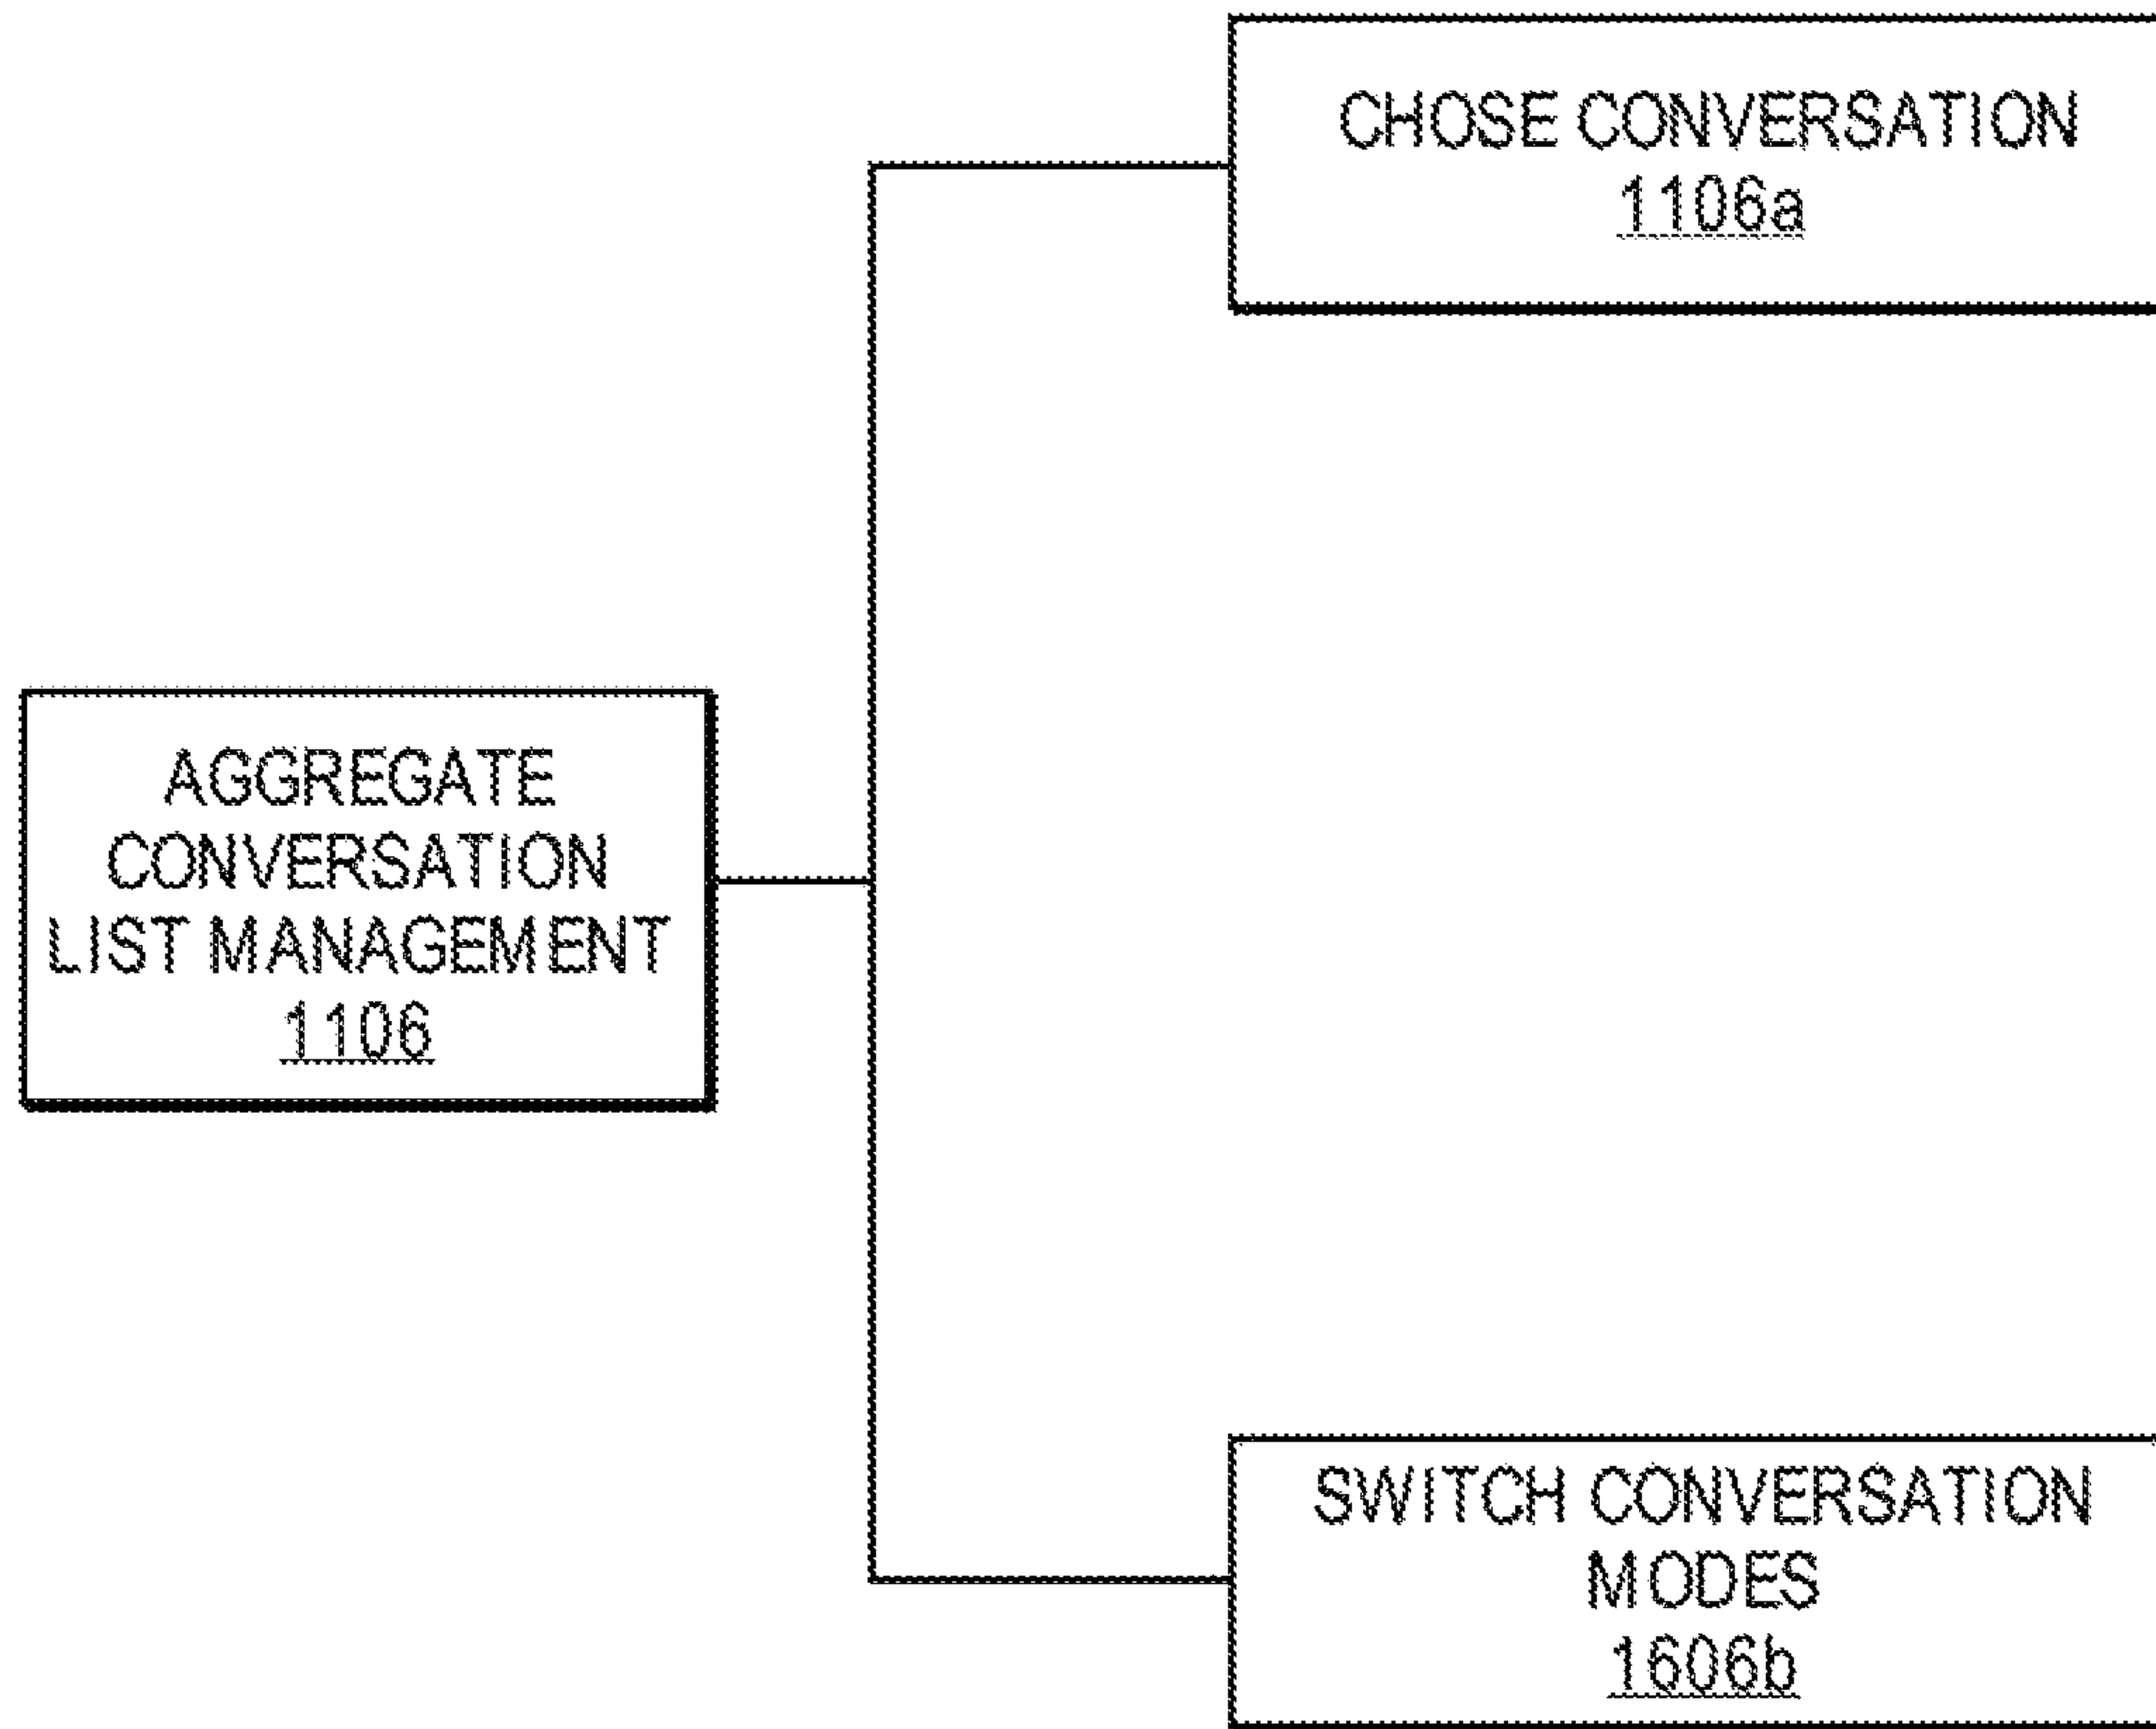 CHOSE CONVERSATION
1106a
AGGREGATE
CONVERSATION
LIST MANAGEMENT
1106
SWITCH CONVERSATION
MODES
1606b